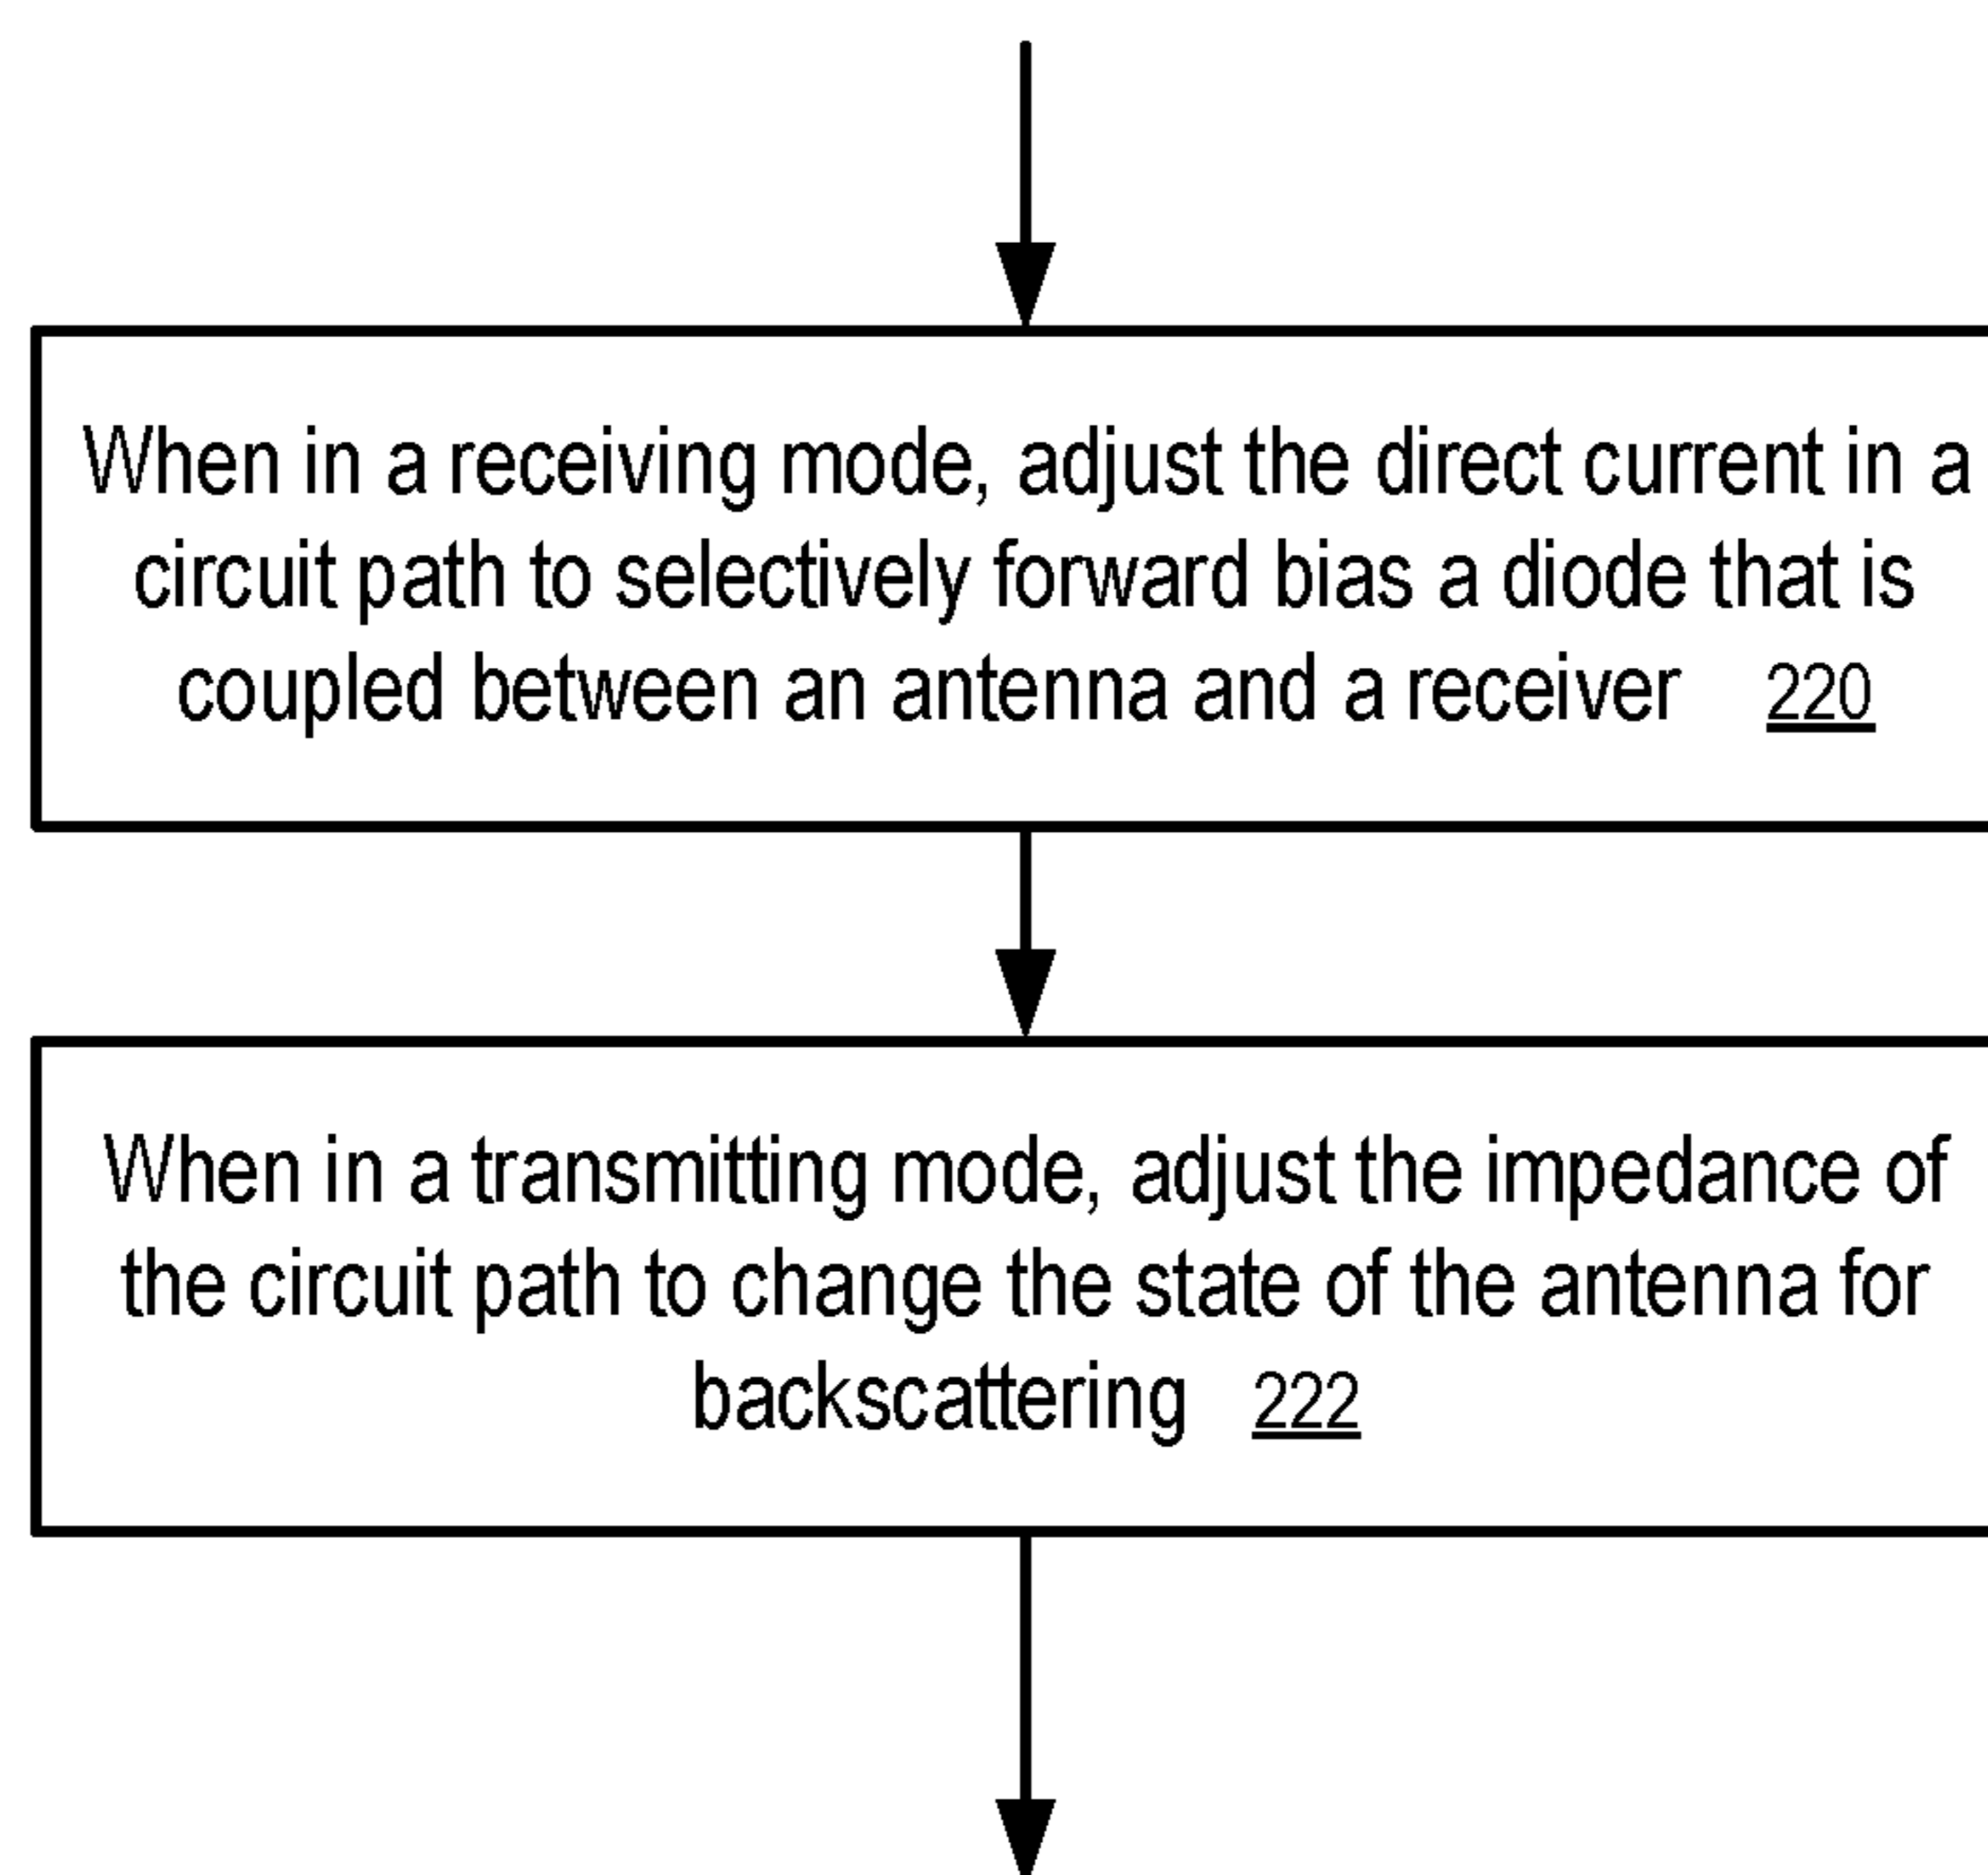 When in a receiving mode, adjust the direct current in a
circuit path to selectively forward bias a diode that is
coupled between an antenna and a receiver 220
When in a transmitting mode, adjust the impedance of
the circuit path to change the state of the antenna for
backscattering 222